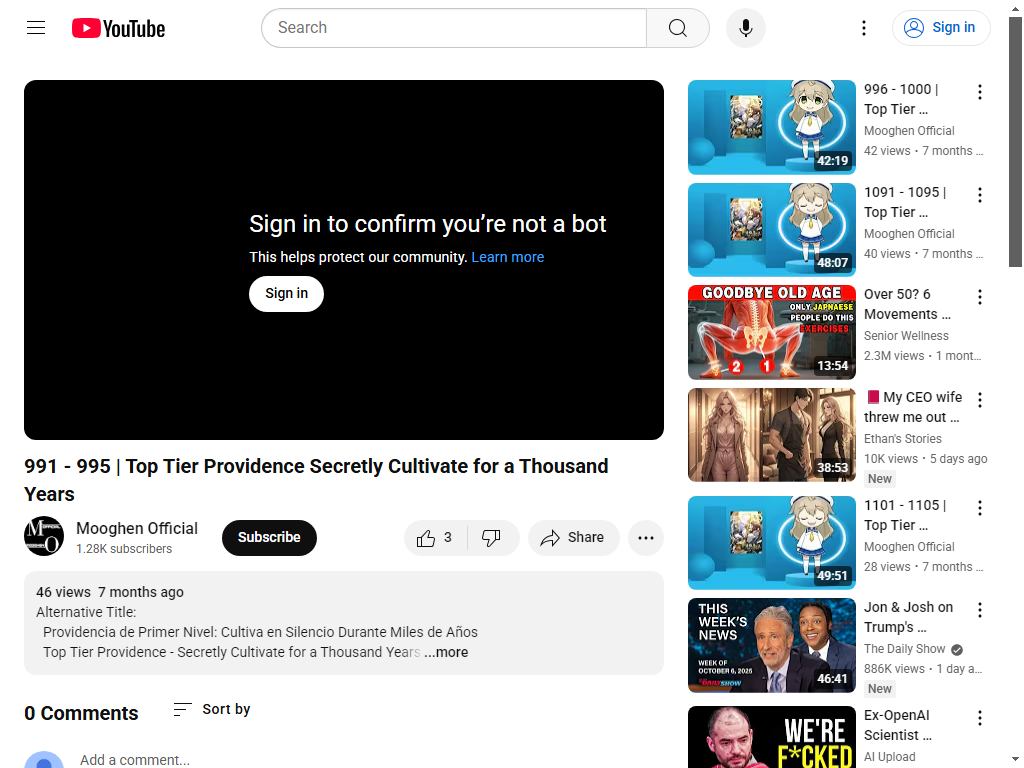 YouTube
Search
Sign in
Sign in to confirm you’re not a bot
This helps protect our community. Learn more
Sign in
991 - 995 | Top Tier Providence Secretly Cultivate for a Thousand
Years
Mooghen Official
1.28K subscribers
Subscribe
3
Share
46 views 7 months ago
Alternative Title:
Providencia de Primer Nivel: Cultiva en Silencio Durante Miles de Años
Top Tier Providence - Secretly Cultivate for a Thousand Years ...more
0 Comments
Sort by
Add a comment...
42:19
996 - 1000 |
Top Tier …
Mooghen Official
42 views • 7 months …
48:07
1091 - 1095 |
Top Tier …
Mooghen Official
40 views • 7 months …
GOODBYE OLD AGE
ONLY JAPNAESE
PEOPLE DO THIS
EXERCISES
2 1
13:54
Over 50? 6
Movements …
Senior Wellness
2.3M views • 1 mont…
38:53
My CEO wife
threw me out …
Ethan's Stories
10K views • 5 days ago
New
49:51
1101 - 1105 |
Top Tier …
Mooghen Official
28 views • 7 months …
THIS
WEEK'S
NEWS
WEEK OF
OCTOBER 6, 2025
DAILY SHOW
46:41
Jon & Josh on
Trump's …
The Daily Show
886K views • 1 day a…
New
WE'RE
F*CKED
Ex-OpenAI
Scientist …
AI Upload